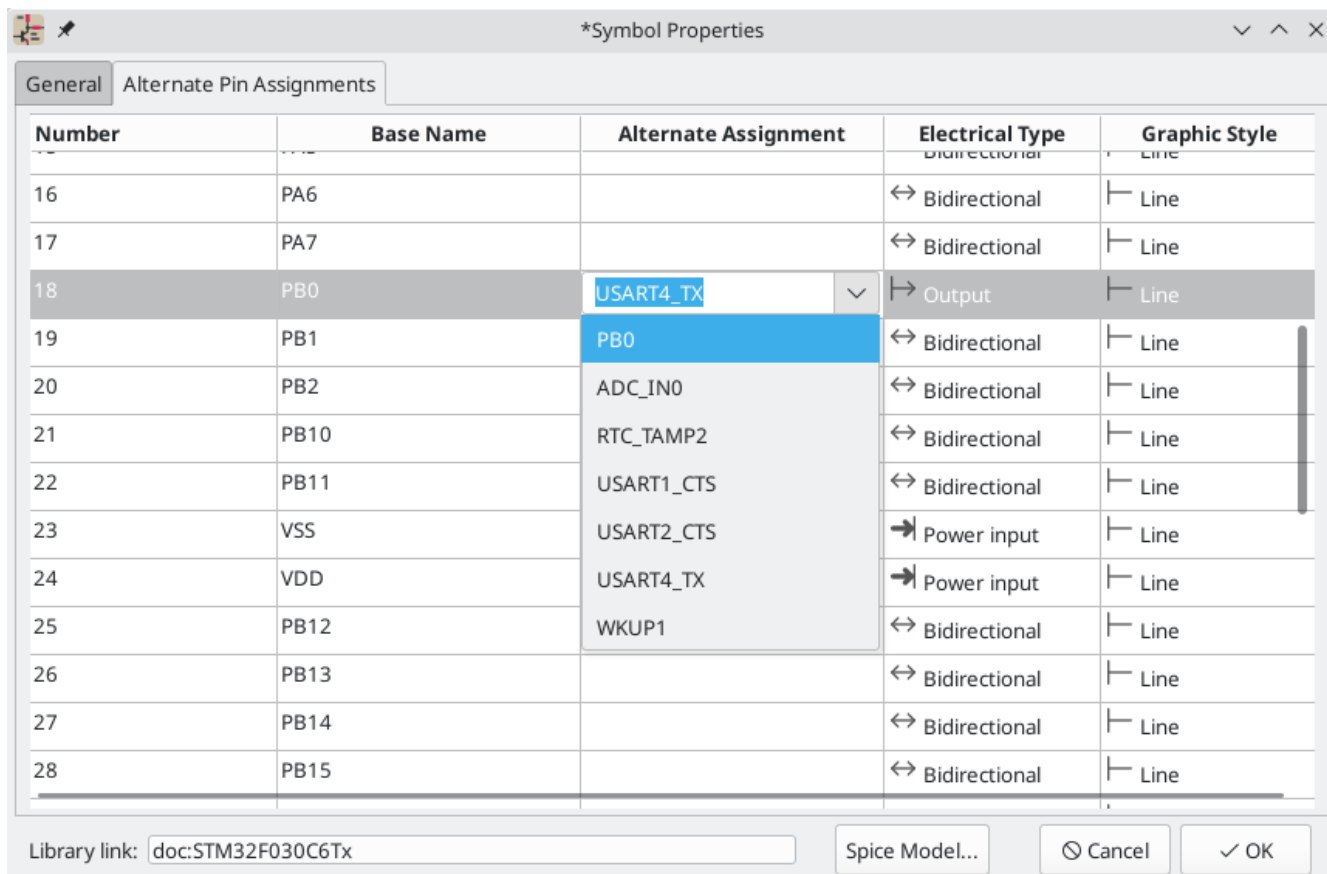 *Symbol Properties
General Alternate Pin Assignments
Number Base Name Alternate Assignment Electrical Type Graphic Style
Bidirectional Line
16 PA6 Bidirectional Line
17 PA7 Bidirectional Line
18 PB0 USART4_TX Output Line
19 PB1 PB0 Bidirectional Line
20 PB2 ADC_IN0 Bidirectional Line
21 PB10 RTC_TAMP2 Bidirectional Line
22 PB11 USART1_CTS Bidirectional Line
23 VSS USART2_CTS Power input Line
24 VDD USART4_TX Power input Line
25 PB12 WKUP1 Bidirectional Line
26 PB13 Bidirectional Line
27 PB14 Bidirectional Line
28 PB15 Bidirectional Line
Library link: doc:STM32F030C6Tx Spice Model... Cancel OK